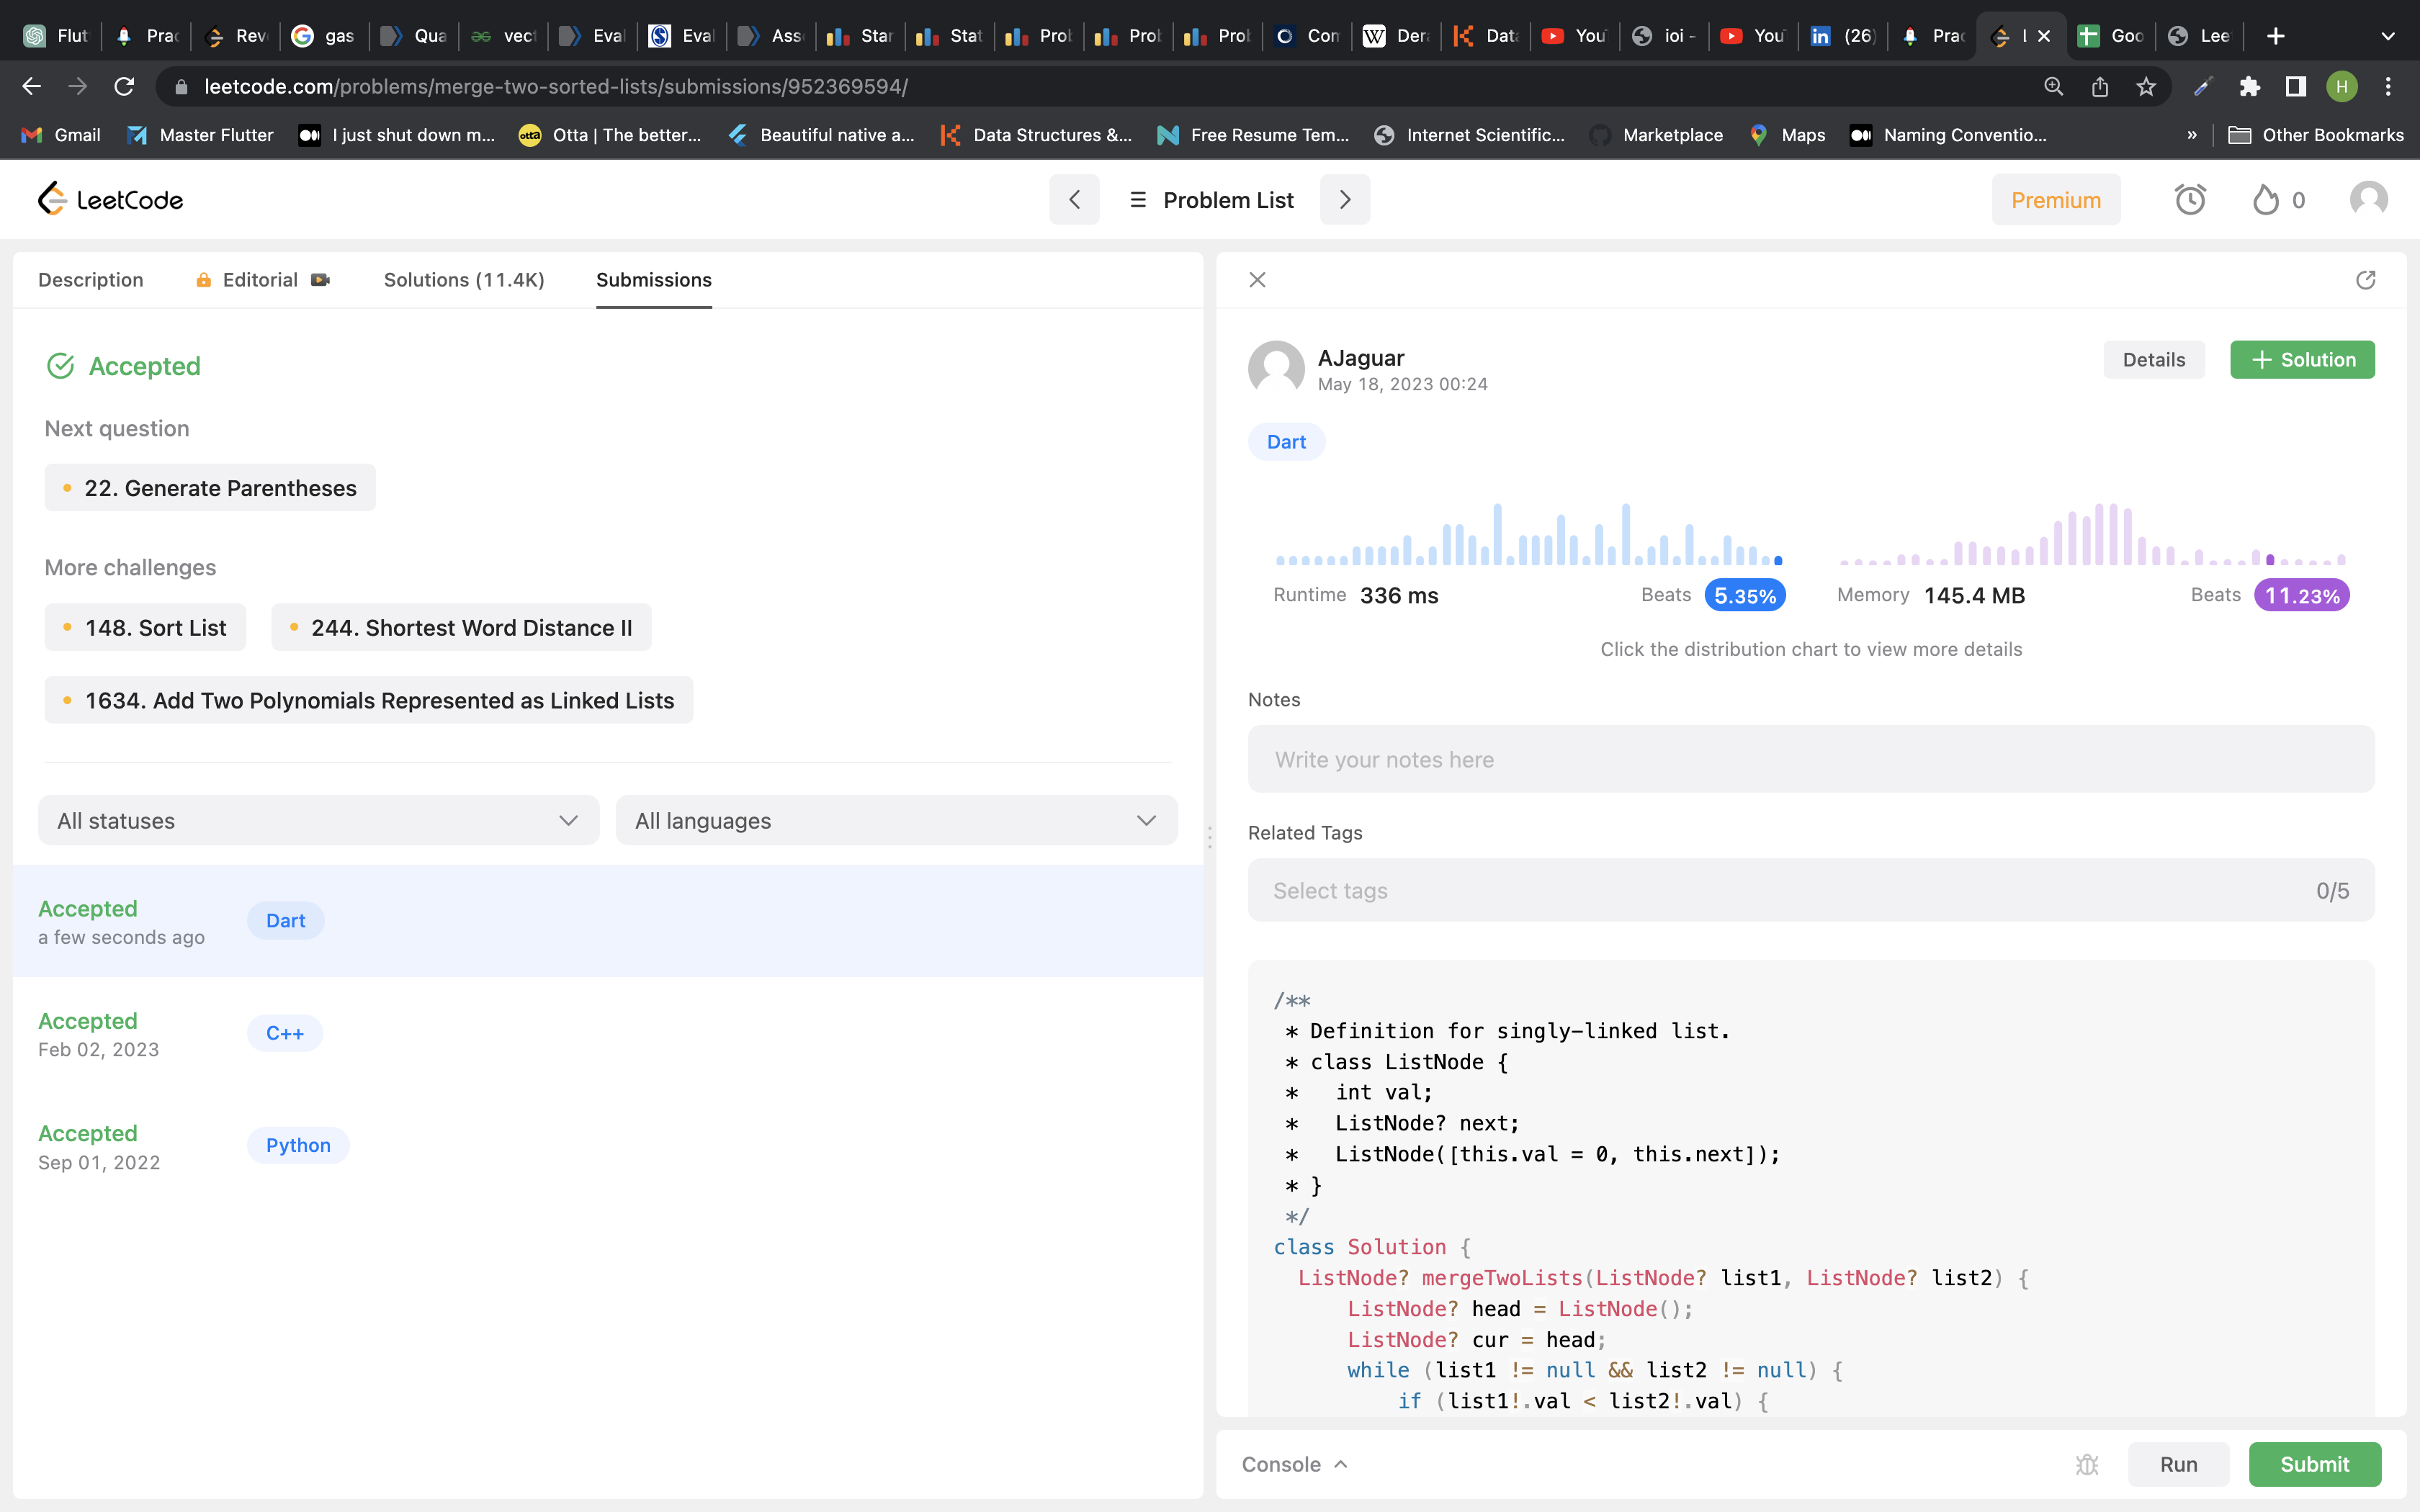 Flut Prac Rev gas Qua vect Eval Eval Ass Star Stat Prob Prob Prob Con Der Data You ioi - You (26) Prac Goo Lee
leetcode.com/problems/merge-two-sorted-lists/submissions/952369594/
H
Gmail Master Flutter I just shut down m... Otta | The better... Beautiful native a... Data Structures &... Free Resume Tem... Internet Scientific... Marketplace Maps Naming Conventio... » Other Bookmarks
LeetCode
Problem List
Premium
0
Description Editorial Solutions (11.4K) Submissions
Accepted
Next question
22. Generate Parentheses
More challenges
148. Sort List
244. Shortest Word Distance II
1634. Add Two Polynomials Represented as Linked Lists
All statuses
All languages
Accepted
a few seconds ago
Dart
Accepted
Feb 02, 2023
C++
Accepted
Sep 01, 2022
Python
AJaguar
May 18, 2023 00:24
Details
+ Solution
Dart
Runtime 336 ms Beats 5.35%
Memory 145.4 MB Beats 11.23%
Click the distribution chart to view more details
Notes
Write your notes here
Related Tags
Select tags 0/5
/**
 * Definition for singly-linked list.
 * class ListNode {
 *   int val;
 *   ListNode? next;
 *   ListNode([this.val = 0, this.next]);
 * }
 */
class Solution {
  ListNode? mergeTwoLists(ListNode? list1, ListNode? list2) {
      ListNode? head = ListNode();
      ListNode? cur = head;
      while (list1 != null && list2 != null) {
          if (list1!.val < list2!.val) {
Console
Run
Submit